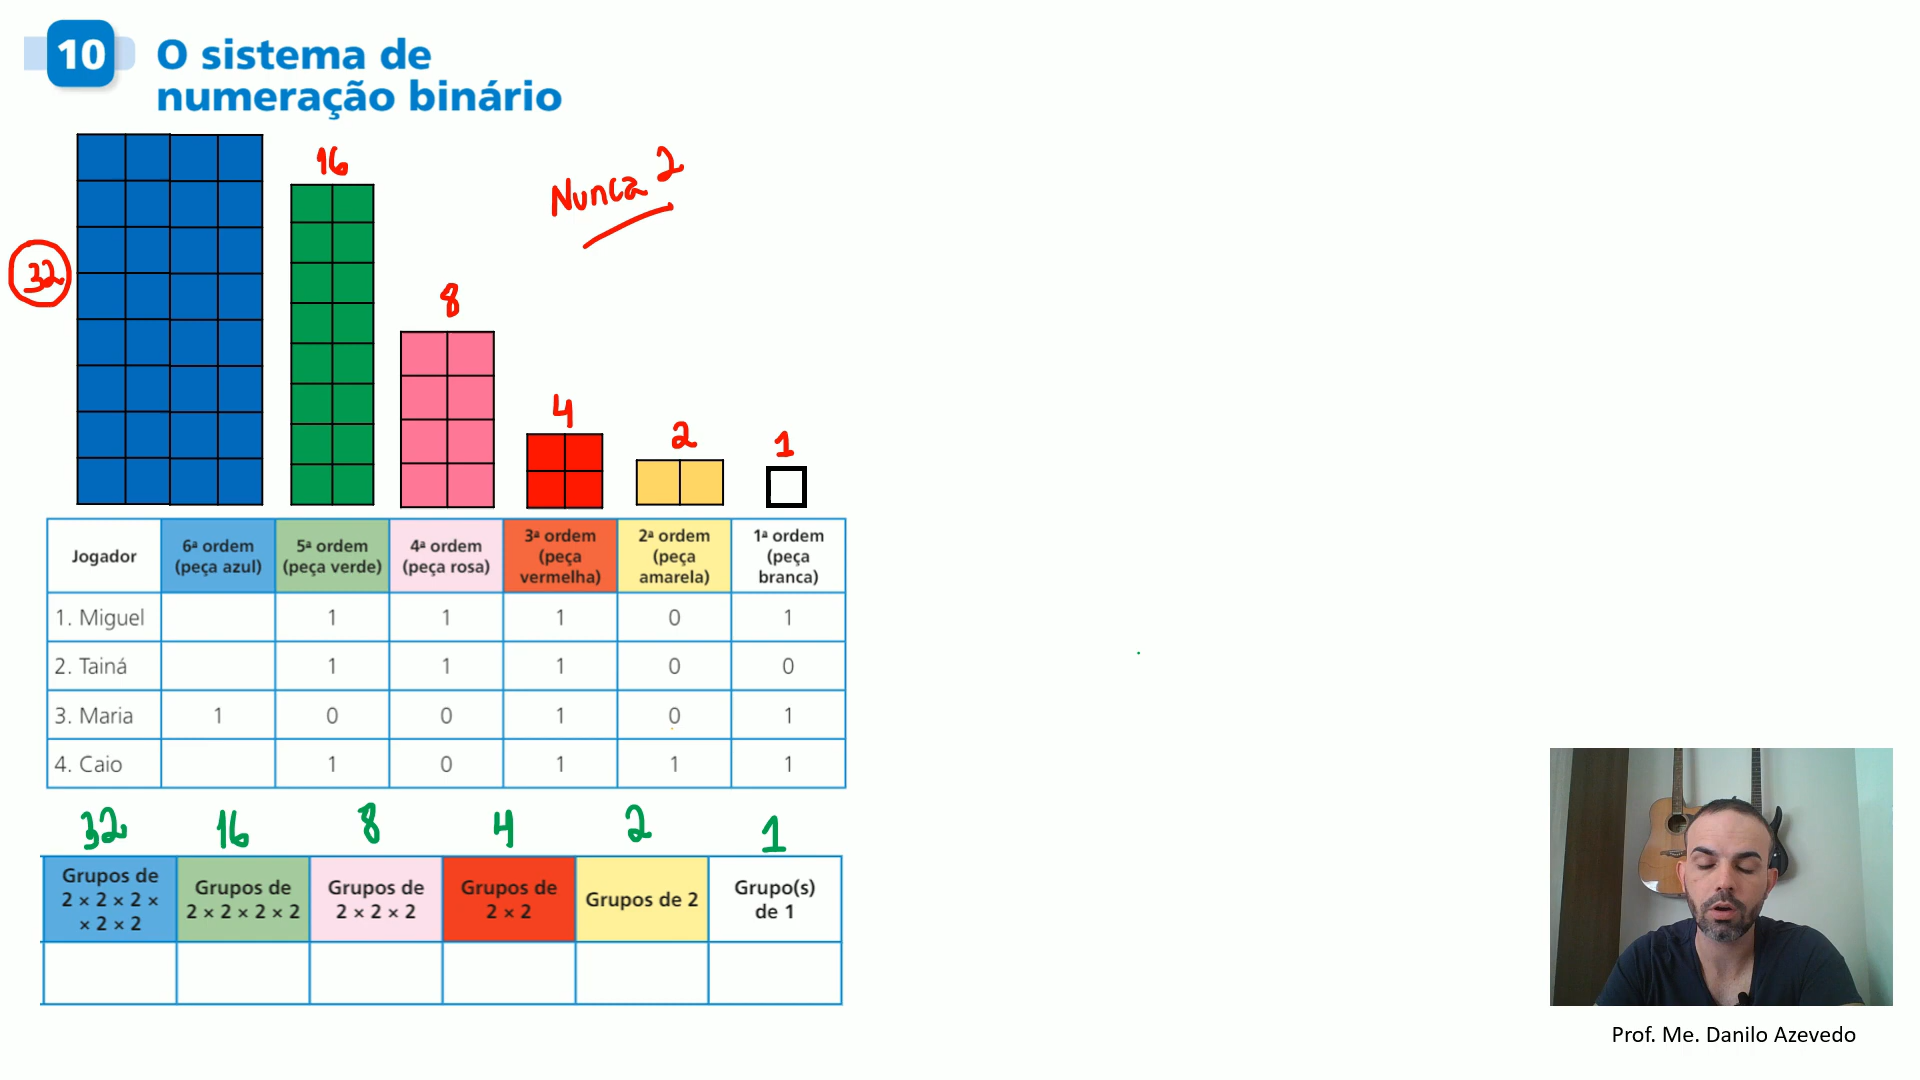 10
O sistema de
numeração binário
16
Nunca 2
32
8
4
2
1
Jogador 6ª ordem (peça azul) 5ª ordem (peça verde) 4ª ordem (peça rosa) 3ª ordem (peça vermelha) 2ª ordem (peça amarela) 1ª ordem (peça branca)
1. Miguel 1 1 1 0 1
2. Tainá 1 1 1 0 0
3. Maria 1 0 0 1 0 1
4. Caio 1 0 1 1 1
32 16 8 4 2 1
Grupos de 2 × 2 × 2 × × 2 × 2 Grupos de 2 × 2 × 2 × 2 Grupos de 2 × 2 × 2 Grupos de 2 × 2 Grupos de 2 Grupo(s) de 1
Prof. Me. Danilo Azevedo